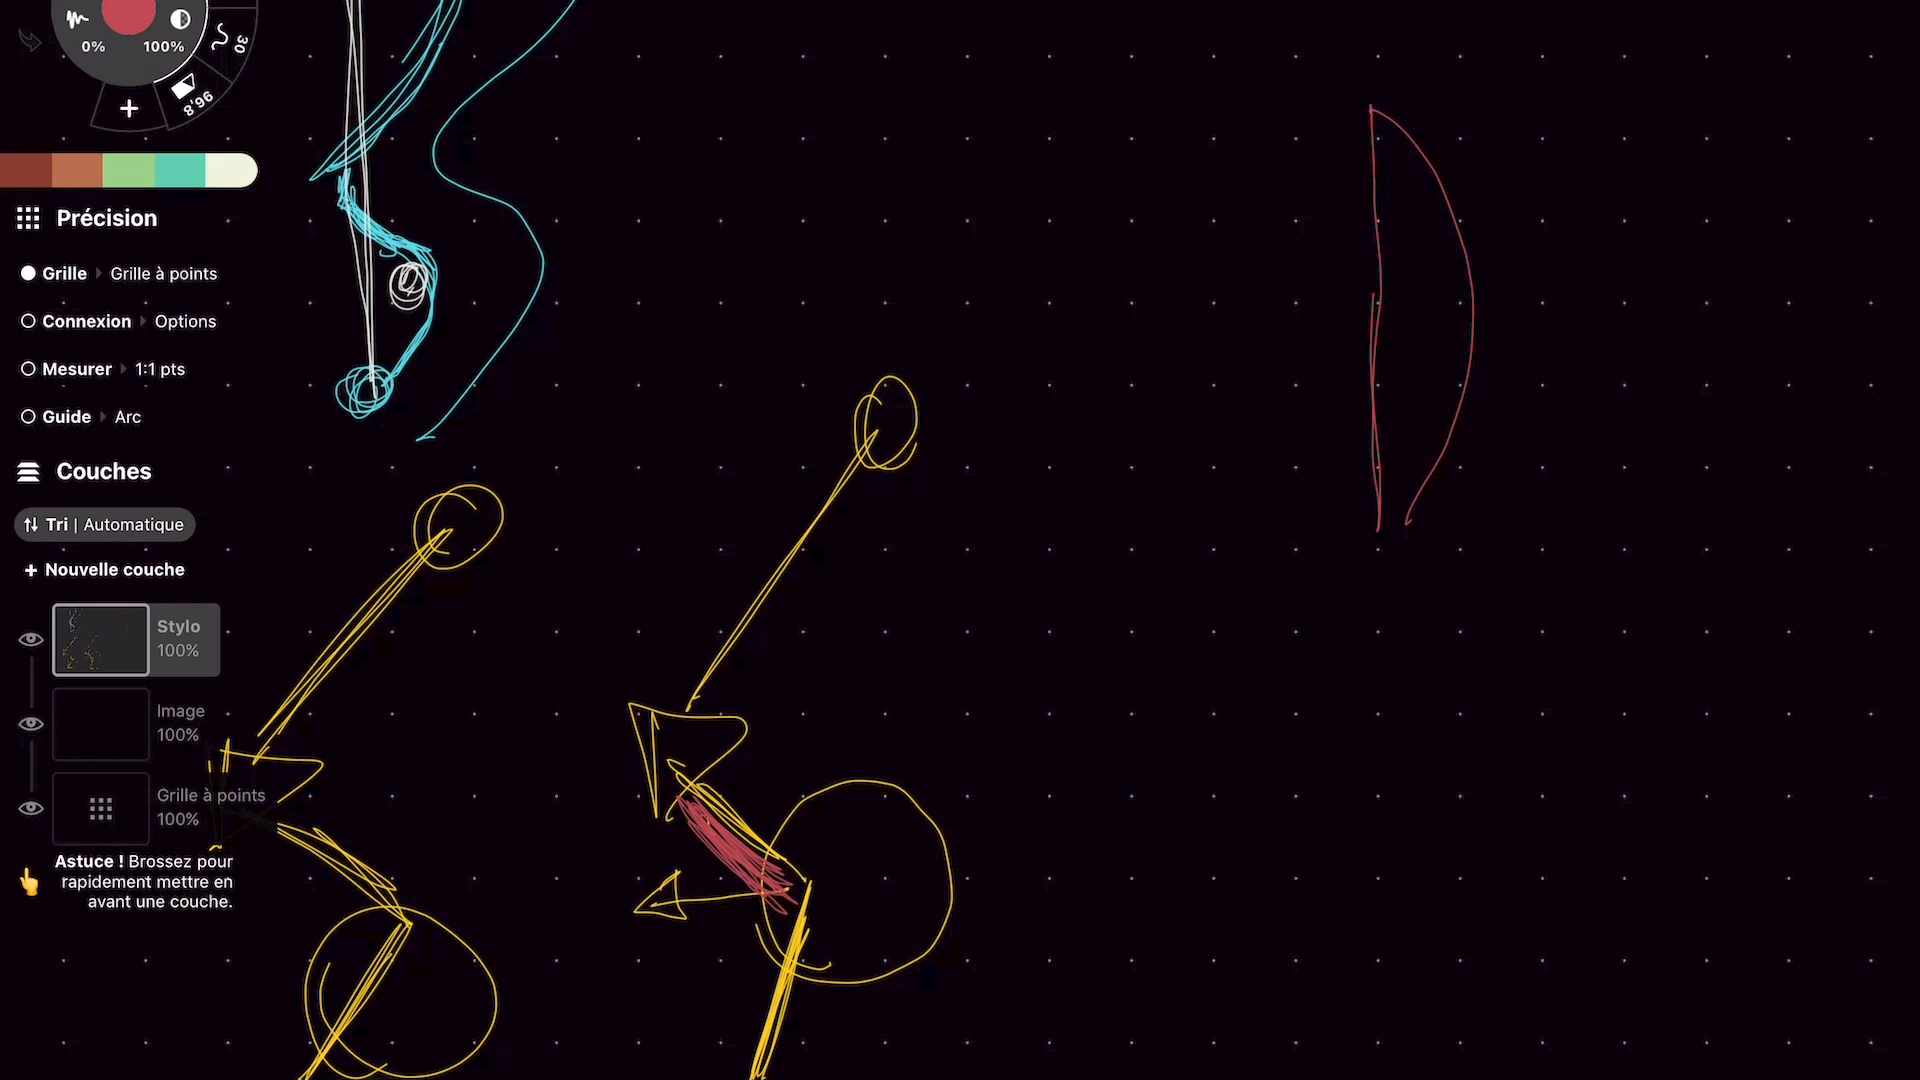 0% 100%
30
96,8
+
Précision
Grille Grille à points
Connexion Options
Mesurer 1:1 pts
Guide Arc
Couches
Tri | Automatique
+ Nouvelle couche
Stylo
100%
Image
100%
Grille à points
100%
Astuce ! Brossez pour
rapidement mettre en
avant une couche.